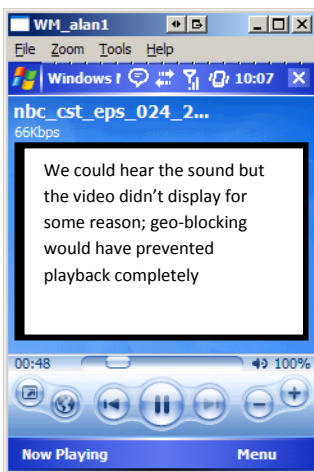 WM_alan1
File Zoom Tools Help
Windows 10:07
nbc_cst_eps_024_2...
66Kbps
We could hear the sound but
the video didn’t display for
some reason; geo-blocking
would have prevented
playback completely
00:48 100%
Now Playing Menu